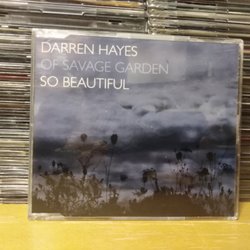 DARREN HAYES
OF SAVAGE GARDEN
SO BEAUTIFUL